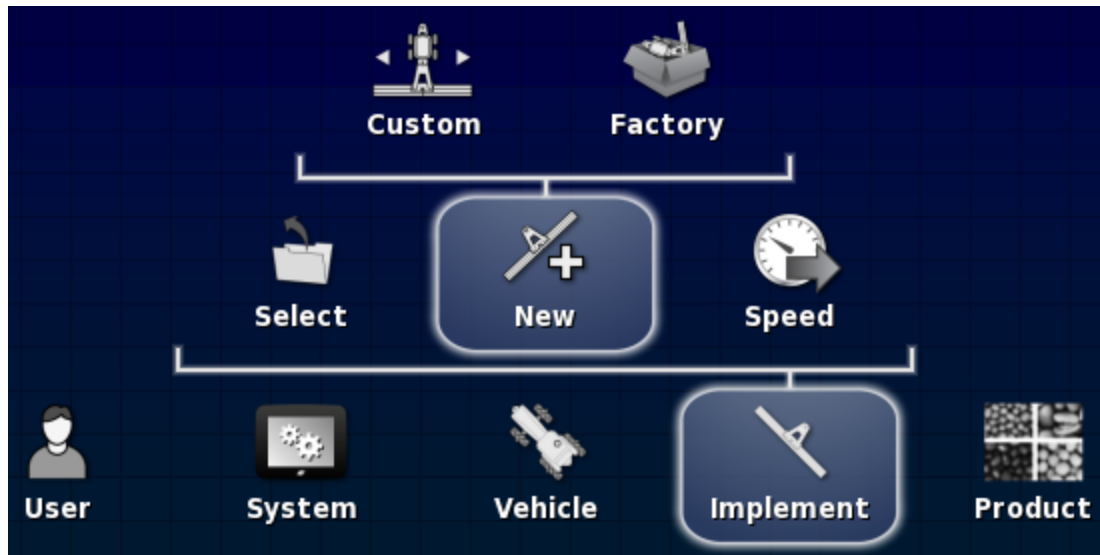 Custom
Factory
Select
New
Speed
User
System
Vehicle
Implement
Product